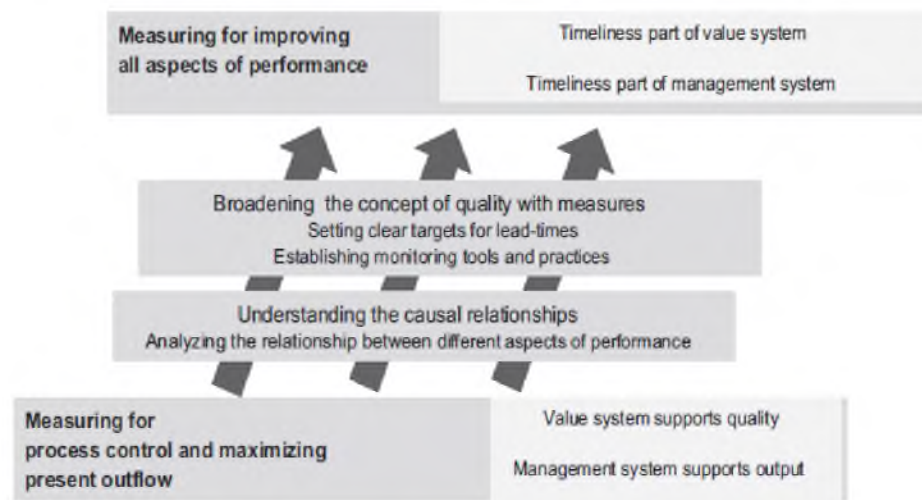 Measuring for improving
all aspects of performance
Timeliness part of value system
Timeliness part of management system
Broadening the concept of quality with measures
Setting clear targets for lead-times
Establishing monitoring tools and practices
Understanding the causal relationships
Analyzing the relationship between different aspects of performance
Measuring for
process control and maximizing
present outflow
Value system supports quality
Management system supports output